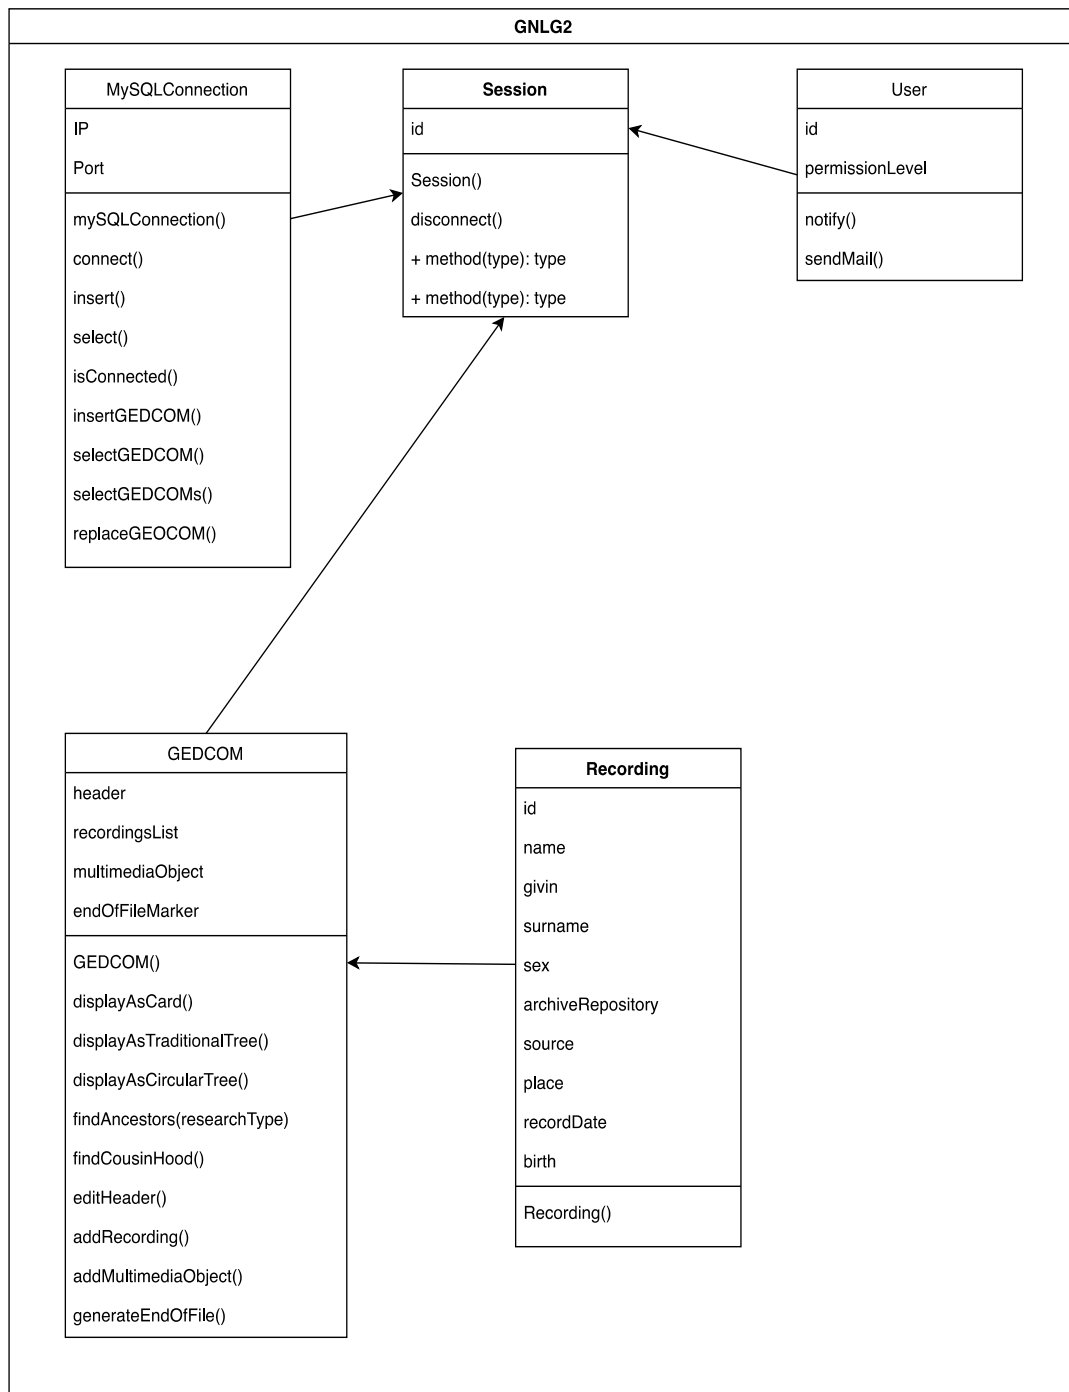 GNLG2
MySQLConnection
IP
Port
mySQLConnection()
connect()
insert()
select()
isConnected()
insertGEDCOM()
selectGEDCOM()
selectGEDCOMs()
replaceGEOCOM()
Session
id
Session()
disconnect()
+ method(type): type
+ method(type): type
User
id
permissionLevel
notify()
sendMail()
GEDCOM
header
recordingsList
multimediaObject
endOfFileMarker
GEDCOM()
displayAsCard()
displayAsTraditionalTree()
displayAsCircularTree()
findAncestors(researchType)
findCousinHood()
editHeader()
addRecording()
addMultimediaObject()
generateEndOfFile()
Recording
id
name
givin
surname
sex
archiveRepository
source
place
recordDate
birth
Recording()